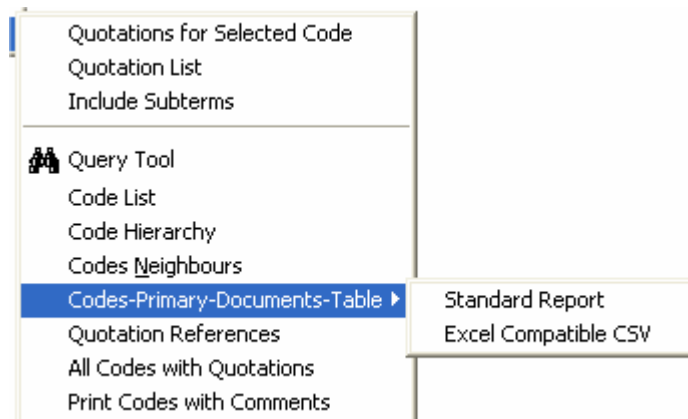 Quotations for Selected Code
Quotation List
Include Subterms
Query Tool
Code List
Code Hierarchy
Codes Neighbours
Codes-Primary-Documents-Table
Standard Report
Quotation References
Excel Compatible CSV
All Codes with Quotations
Print Codes with Comments